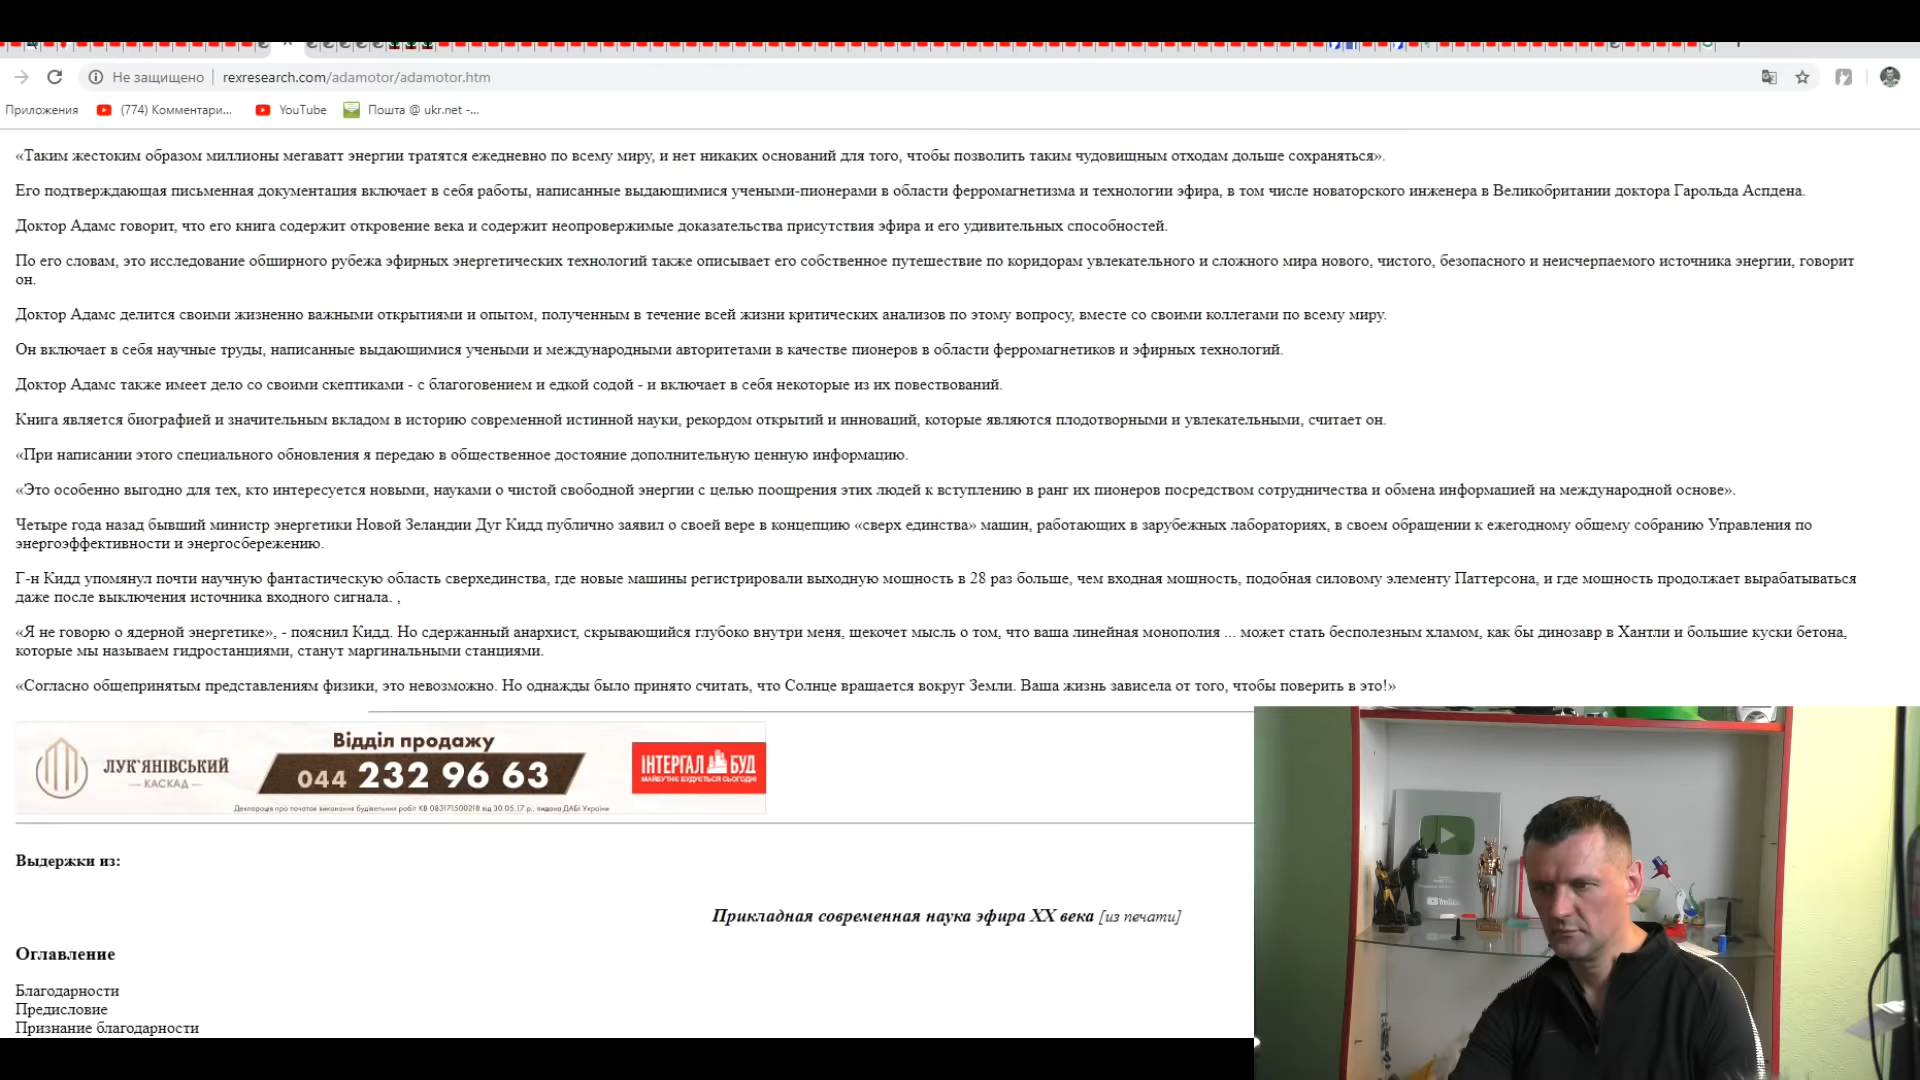 Не защищено
rexresearch.com/adamotor/adamotor.htm
Приложения
(774) Комментари...
YouTube
Пошта @ ukr.net -...
«Таким жестоким образом миллионы мегаватт энергии тратятся ежедневно по всему миру, и нет никаких оснований для того, чтобы позволить таким чудовищным отходам дольше сохраняться».
Его подтверждающая письменная документация включает в себя работы, написанные выдающимися учеными-пионерами в области ферромагнетизма и технологии эфира, в том числе новаторского инженера в Великобритании доктора Гарольда Аспдена.
Доктор Адамс говорит, что его книга содержит откровение века и содержит неопровержимые доказательства присутствия эфира и его удивительных способностей.
По его словам, это исследование обширного рубежа эфирных энергетических технологий также описывает его собственное путешествие по коридорам увлекательного и сложного мира нового, чистого, безопасного и неисчерпаемого источника энергии, говорит
он.
Доктор Адамс делится своими жизненно важными открытиями и опытом, полученным в течение всей жизни критических анализов по этому вопросу, вместе со своими коллегами по всему миру.
Он включает в себя научные труды, написанные выдающимися учеными и международными авторитетами в качестве пионеров в области ферромагнетиков и эфирных технологий.
Доктор Адамс также имеет дело со своими скептиками - с благоговением и едкой содой - и включает в себя некоторые из их повествований.
Книга является биографией и значительным вкладом в историю современной истинной науки, рекордом открытий и инноваций, которые являются плодотворными и увлекательными, считает он.
«При написании этого специального обновления я передаю в общественное достояние дополнительную ценную информацию.
«Это особенно выгодно для тех, кто интересуется новыми, науками о чистой свободной энергии с целью поощрения этих людей к вступлению в ранг их пионеров посредством сотрудничества и обмена информацией на международной основе».
Четыре года назад бывший министр энергетики Новой Зеландии Дуг Кидд публично заявил о своей вере в концепцию «сверх единства» машин, работающих в зарубежных лабораториях, в своем обращении к ежегодному общему собранию Управления по
энергоэффективности и энергосбережению.
Г-н Кидд упомянул почти научную фантастическую область сверхединства, где новые машины регистрировали выходную мощность в 28 раз больше, чем входная мощность, подобная силовому элементу Паттерсона, и где мощность продолжает вырабатываться
даже после выключения источника входного сигнала. ,
«Я не говорю о ядерной энергетике», - пояснил Кидд. Но сдержанный анархист, скрывающийся глубоко внутри меня, щекочет мысль о том, что ваша линейная монополия ... может стать бесполезным хламом, как бы динозавр в Хантли и большие куски бетона,
которые мы называем гидростанциями, станут маргинальными станциями.
«Согласно общепринятым представлениям физики, это невозможно. Но однажды было принято считать, что Солнце вращается вокруг Земли. Ваша жизнь зависела от того, чтобы поверить в это!»
ЛУК'ЯНІВСЬКИЙ
КАСКАД
Відділ продажу
044 232 96 63
Декларація про початок виконання будівельних робіт КВ 083171500218 від 30.05.17 р., видана ДАБІ України
ІНТЕРГАЛ БУД
МАЙБУТНЄ БУДУЄТЬСЯ СЬОГОДНІ
Выдержки из:
Прикладная современная наука эфира XX века [из печати]
Оглавление
Благодарности
Предисловие
Признание благодарности
YouTube